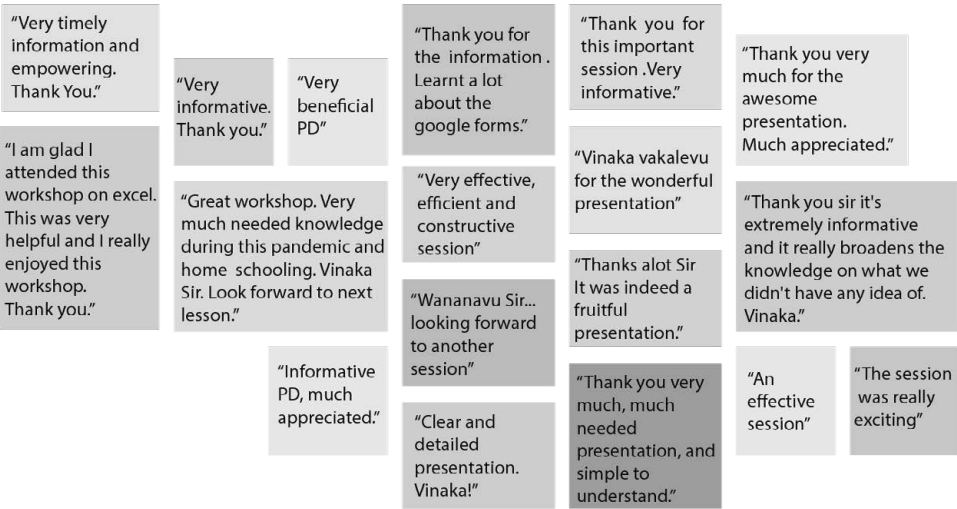 “Very timely
information and
empowering.
Thank You.”
“I am glad I
attended this
workshop on excel.
This was very
helpful and I really
enjoyed this
workshop.
Thank you.”
“Very
informative.
Thank you.”
“Very
beneficial
PD”
“Great workshop. Very
much needed knowledge
during this pandemic and
home schooling. Vinaka
Sir. Look forward to next
lesson.”
“Informative
PD, much
appreciated.”
“Thank you for
the information .
Learnt a lot
about the
google forms.”
“Very effective,
efficient and
constructive
session”
“Wananavu Sir...
looking forward
to another
session”
“Clear and
detailed
presentation.
Vinaka!”
“Thank you for
this important
session .Very
informative.”
“Vinaka vakalevu
for the wonderful
presentation”
“Thanks alot Sir
It was indeed a
fruitful
presentation.”
“Thank you very
much, much
needed
presentation, and
simple to
understand.”
“Thank you very
much for the
awesome
presentation.
Much appreciated.”
“Thank you sir it's
extremely informative
and it really broadens the
knowledge on what we
didn't have any idea of.
Vinaka.”
“An
effective
session”
“The session
was really
exciting”